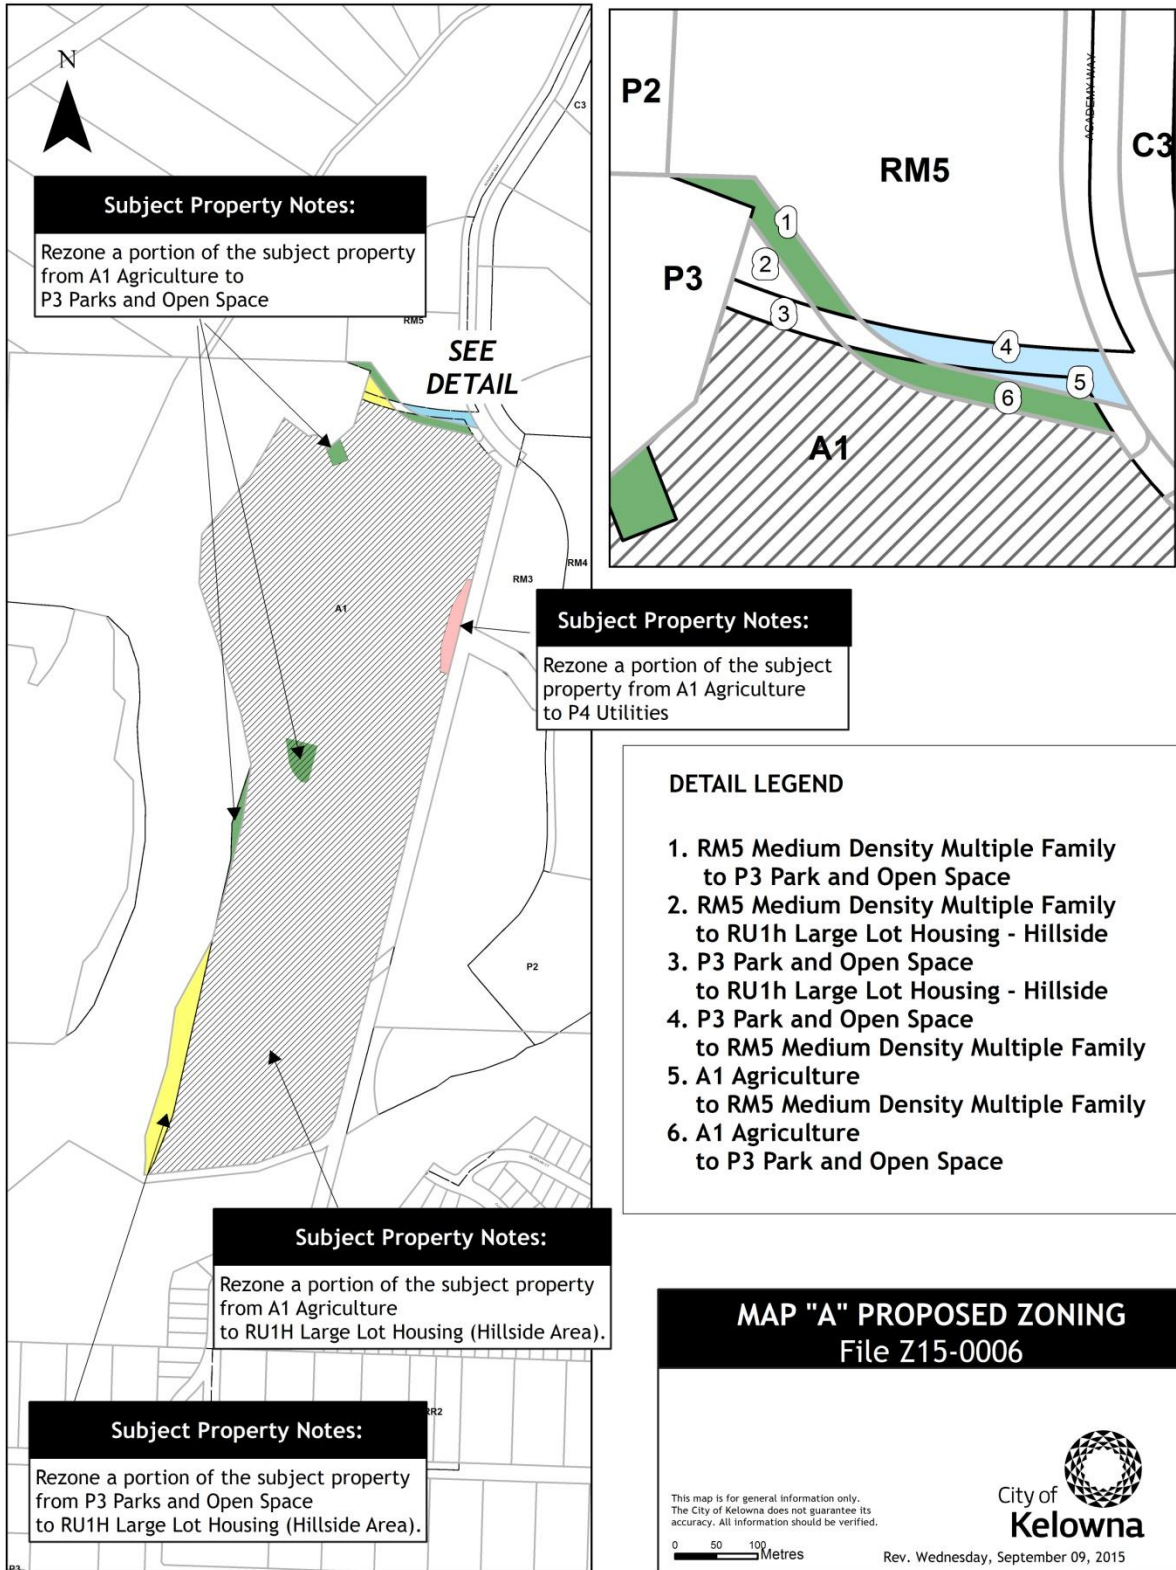 N
C3
Subject Property Notes:
Rezone a portion of the subject property
from A1 Agriculture to
P3 Parks and Open Space
RM5
SEE
DETAIL
A1
RM3
RM4
P2
RR2
P3
Subject Property Notes:
Rezone a portion of the subject
property from A1 Agriculture
to P4 Utilities
Subject Property Notes:
Rezone a portion of the subject property
from A1 Agriculture
to RU1H Large Lot Housing (Hillside Area).
Subject Property Notes:
Rezone a portion of the subject property
from P3 Parks and Open Space
to RU1H Large Lot Housing (Hillside Area).
P2
RM5
ACADEMY WAY
C3
P3
1
2
3
4
5
6
A1
DETAIL LEGEND
1. RM5 Medium Density Multiple Family
to P3 Park and Open Space
2. RM5 Medium Density Multiple Family
to RU1h Large Lot Housing - Hillside
3. P3 Park and Open Space
to RU1h Large Lot Housing - Hillside
4. P3 Park and Open Space
to RM5 Medium Density Multiple Family
5. A1 Agriculture
to RM5 Medium Density Multiple Family
6. A1 Agriculture
to P3 Park and Open Space
MAP "A" PROPOSED ZONING
File Z15-0006
This map is for general information only.
The City of Kelowna does not guarantee its
accuracy. All information should be verified.
0 50 100 Metres
City of
Kelowna
Rev. Wednesday, September 09, 2015